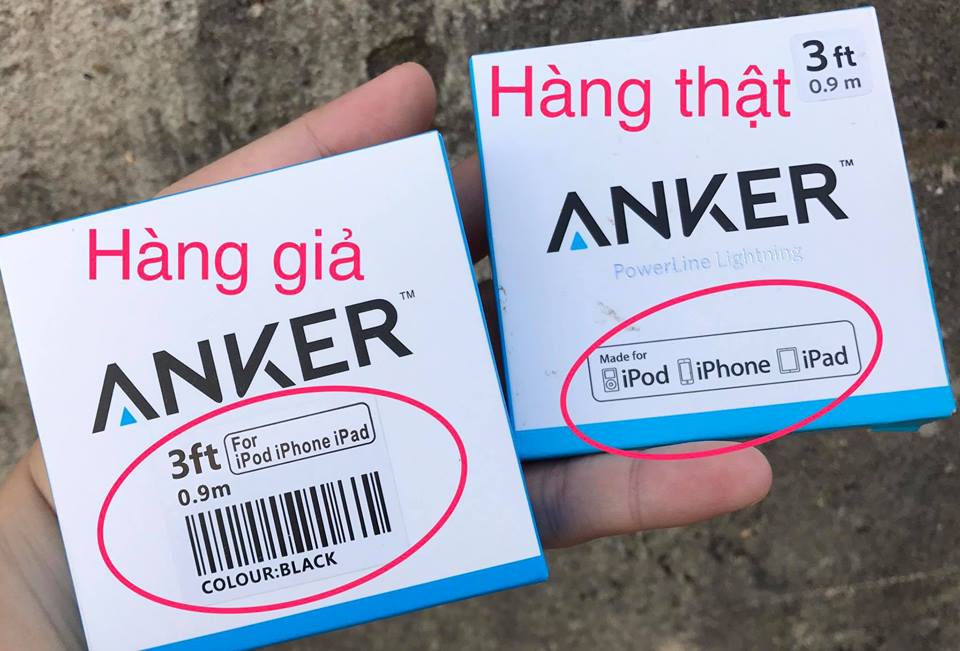 Hàng giả
ANKER™
3ft
0.9m
For
iPod iPhone iPad
COLOUR:BLACK
Hàng thật
3 ft
0.9 m
ANKER™
PowerLine Lightning
Made for
iPod iPhone iPad